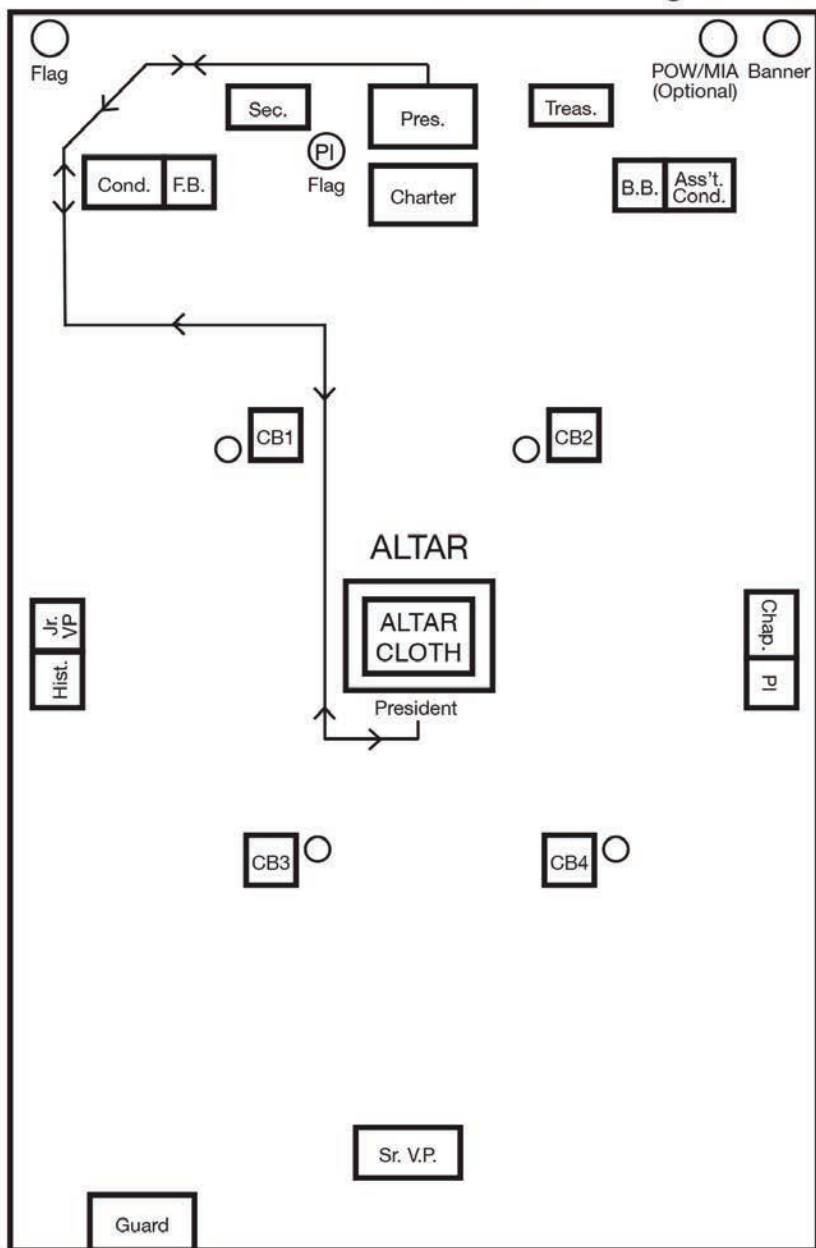 Flag
POW/MIA
(Optional)
Banner
Sec.
Pres.
Treas.
PI
Flag
Cond.
F.B.
Charter
B.B.
Ass't.
Cond.
CB1
CB2
ALTAR
ALTAR
CLOTH
President
Jr.
VP
Hist.
Chap.
PI
CB3
CB4
Sr. V.P.
Guard